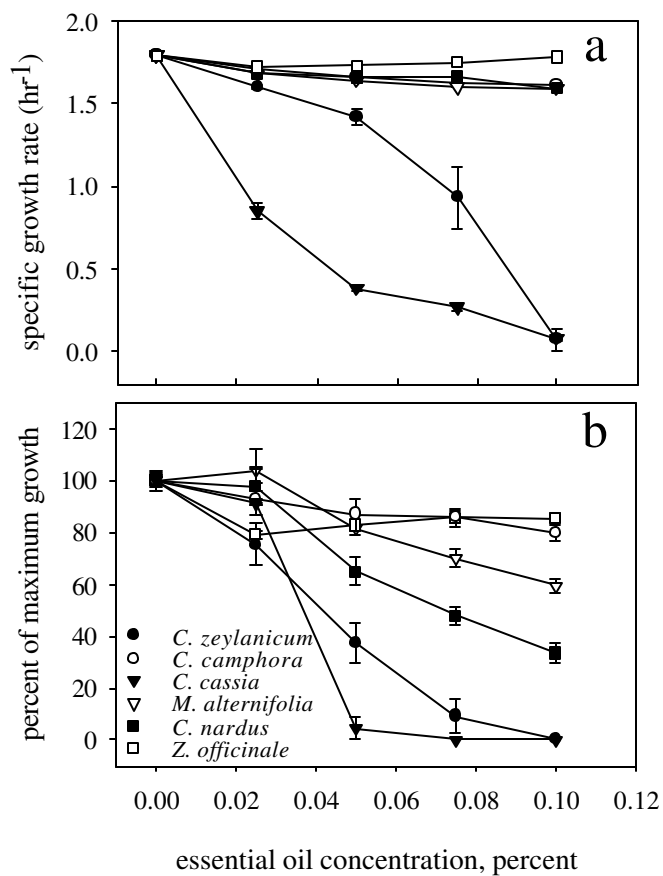 2.0
a
1.5
1.0
0.5
0.0
specific growth rate (hr-1)
b
120
100
80
60
40
20
0
percent of maximum growth
C. zeylanicum
C. camphora
C. cassia
M. alternifolia
C. nardus
Z. officinale
0.00 0.02 0.04 0.06 0.08 0.10 0.12
essential oil concentration, percent